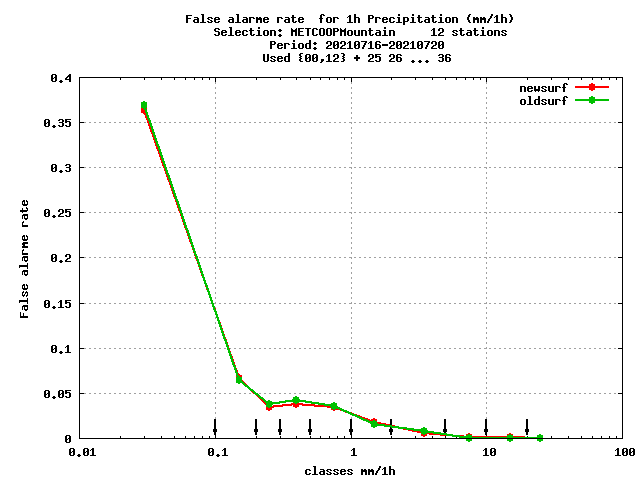 False alarme rate  for 1h Precipitation (mm/1h)
Selection: METCOOPMountain     12 stations
Period: 20210716-20210720
Used {00,12} + 25 26 ... 36
newsurf
oldsurf
0.4
0.35
0.3
0.25
0.2
0.15
0.1
0.05
0
False alarme rate
0.01 0.1 1 10 100
classes mm/1h